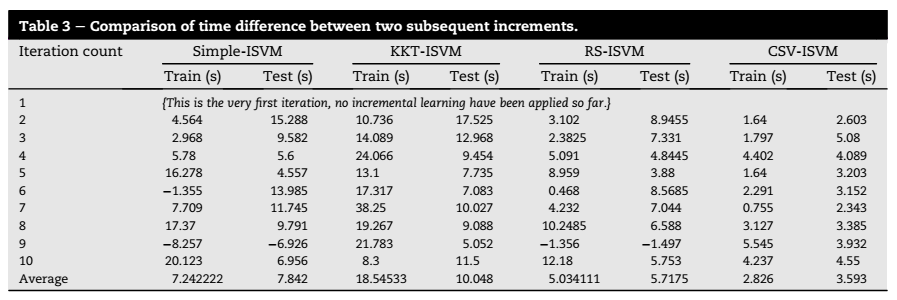 Table 3 – Comparison of time difference between two subsequent increments.
Iteration count Simple-ISVM KKT-ISVM RS-ISVM CSV-ISVM
Train (s) Test (s) Train (s) Test (s) Train (s) Test (s) Train (s) Test (s)
1 {This is the very first iteration, no incremental learning have been applied so far.}
2 4.564 15.288 10.736 17.525 3.102 8.9455 1.64 2.603
3 2.968 9.582 14.089 12.968 2.3825 7.331 1.797 5.08
4 5.78 5.6 24.066 9.454 5.091 4.8445 4.402 4.089
5 16.278 4.557 13.1 7.735 8.959 3.88 1.64 3.203
6 −1.355 13.985 17.317 7.083 0.468 8.5685 2.291 3.152
7 7.709 11.745 38.25 10.027 4.232 7.044 0.755 2.343
8 17.37 9.791 19.267 9.088 10.2485 6.588 3.127 3.385
9 −8.257 −6.926 21.783 5.052 −1.356 −1.497 5.545 3.932
10 20.123 6.956 8.3 11.5 12.18 5.753 4.237 4.55
Average 7.242222 7.842 18.54533 10.048 5.034111 5.7175 2.826 3.593